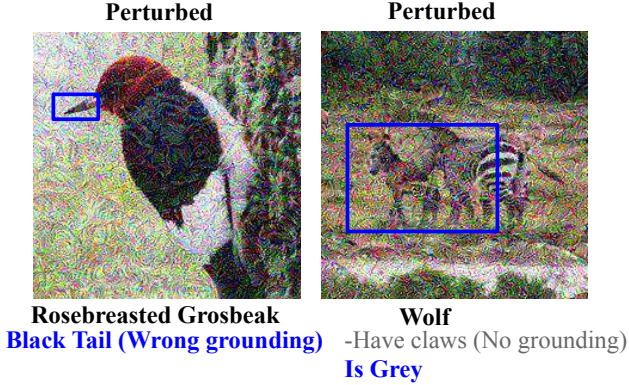 Perturbed
Perturbed
Rosebreasted Grosbeak
Black Tail (Wrong grounding)
Wolf
-Have claws (No grounding)
Is Grey